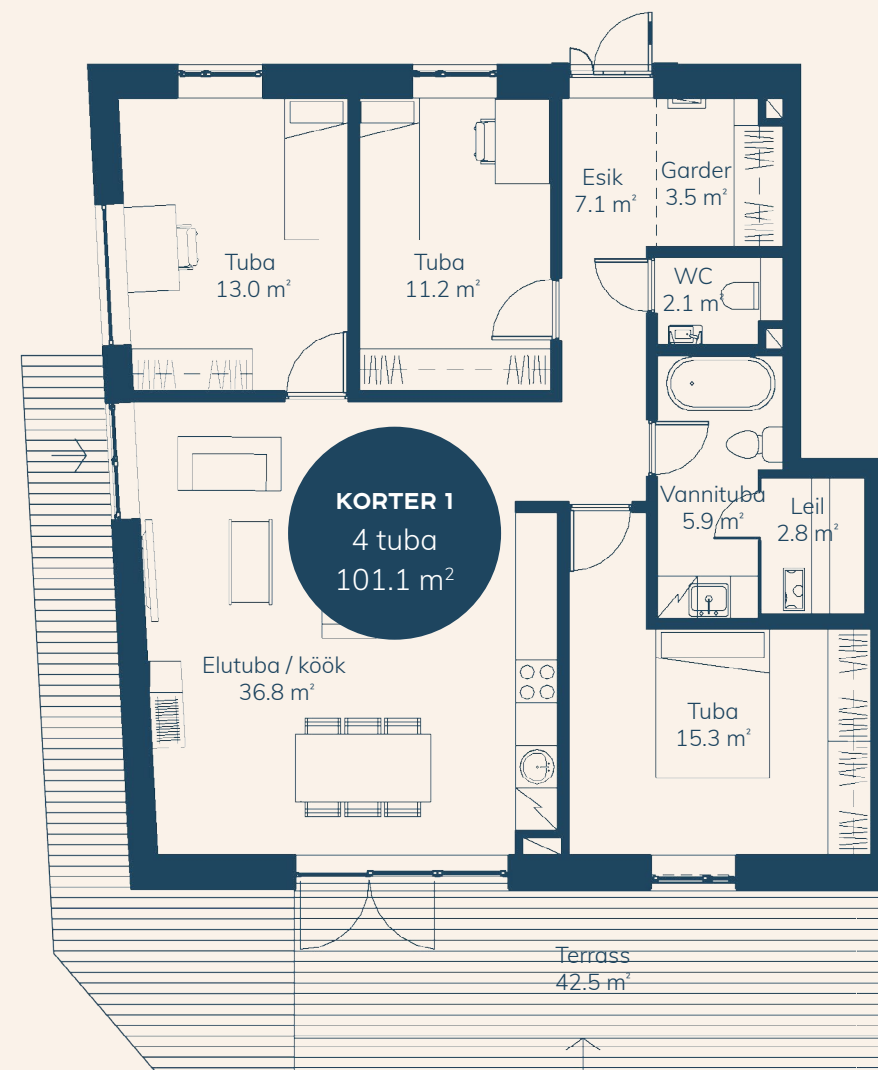 Esik
7.1 m²
Garder
3.5 m²
Tuba
13.0 m²
Tuba
11.2 m²
WC
2.1 m²
KORTER 1
4 tuba
101.1 m²
Vannituba
5.9 m²
Leil
2.8 m²
Elutuba / köök
36.8 m²
Tuba
15.3 m²
Terrass
42.5 m²